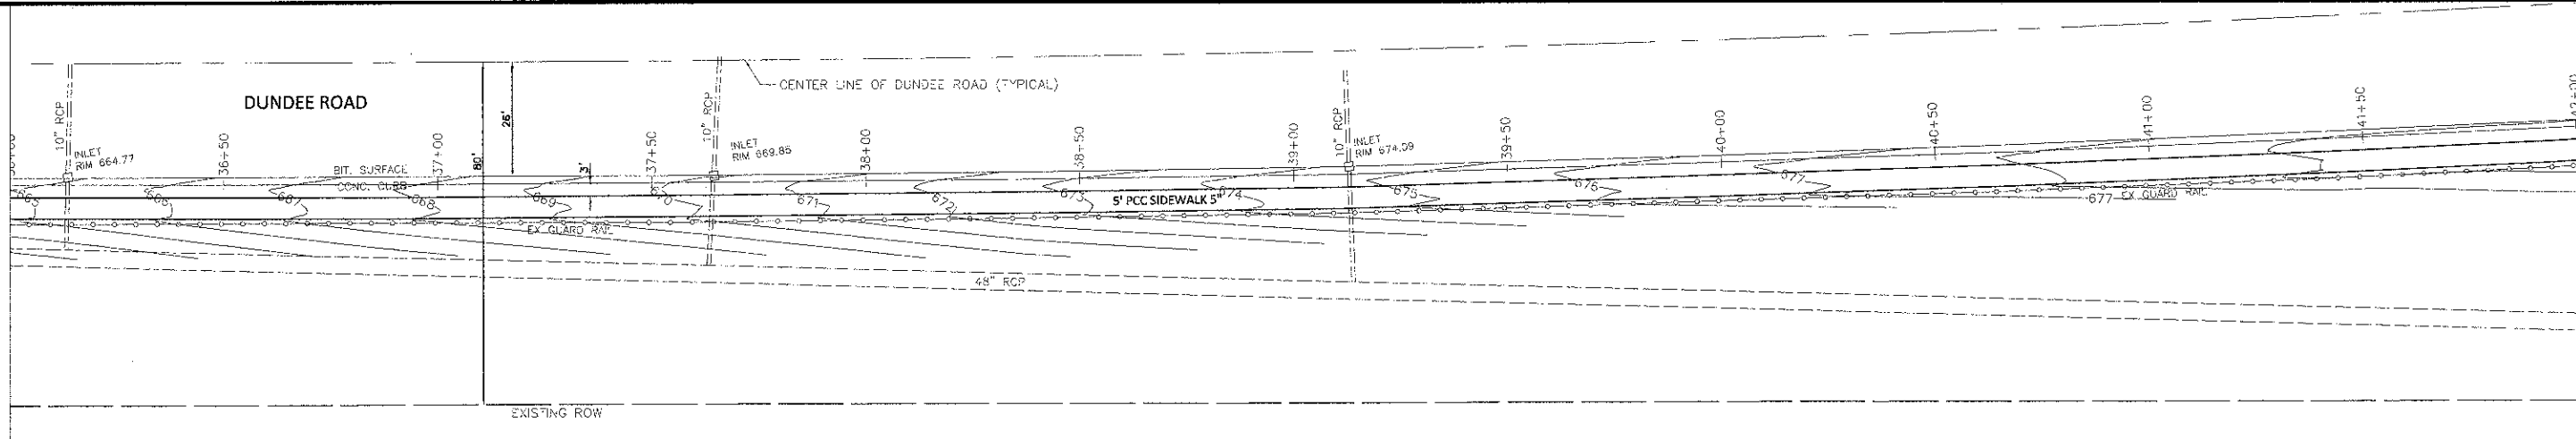 DUNDEE ROAD
CENTER LINE OF DUNDEE ROAD (TYPICAL)
10" RCP
INLET
RIM 664.77
36+50
BIT. SURFACE
CONC. CURB
37+00
80'
26'
3'
37+50
10" RCP
INLET
RIM 669.85
38+00
38+50
39+00
10" RCP
INLET
RIM 674.09
39+50
40+00
40+50
41+00
41+50
42+00
665
666
667
668
669
670
671
672
673
5' PCC SIDEWALK 5"
674
675
676
677
677
EX GUARD RAIL
EX GUARD RAIL
48" RCP
EXISTING ROW